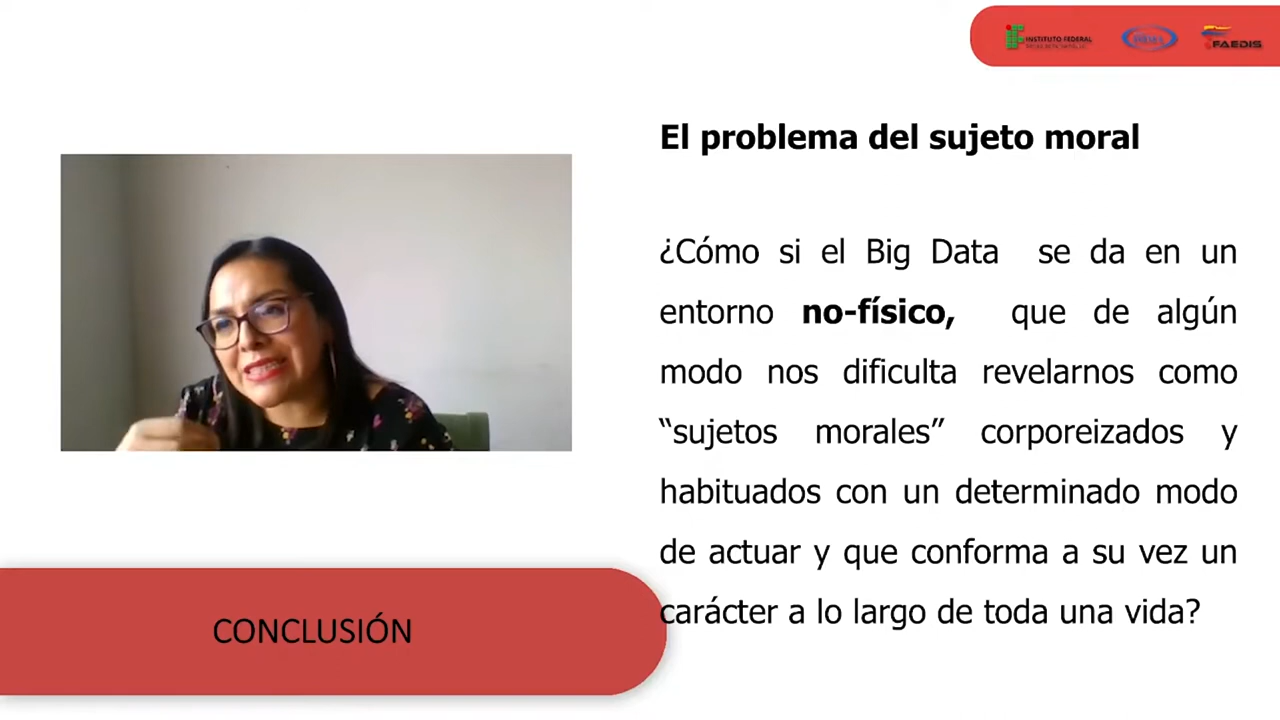 INSTITUTO FEDERAL
FAEDIS
El problema del sujeto moral
¿Cómo si el Big Data se da en un
entorno no-físico, que de algún
modo nos dificulta revelarnos como
“sujetos morales” corporeizados y
habituados con un determinado modo
de actuar y que conforma a su vez un
carácter a lo largo de toda una vida?
CONCLUSIÓN